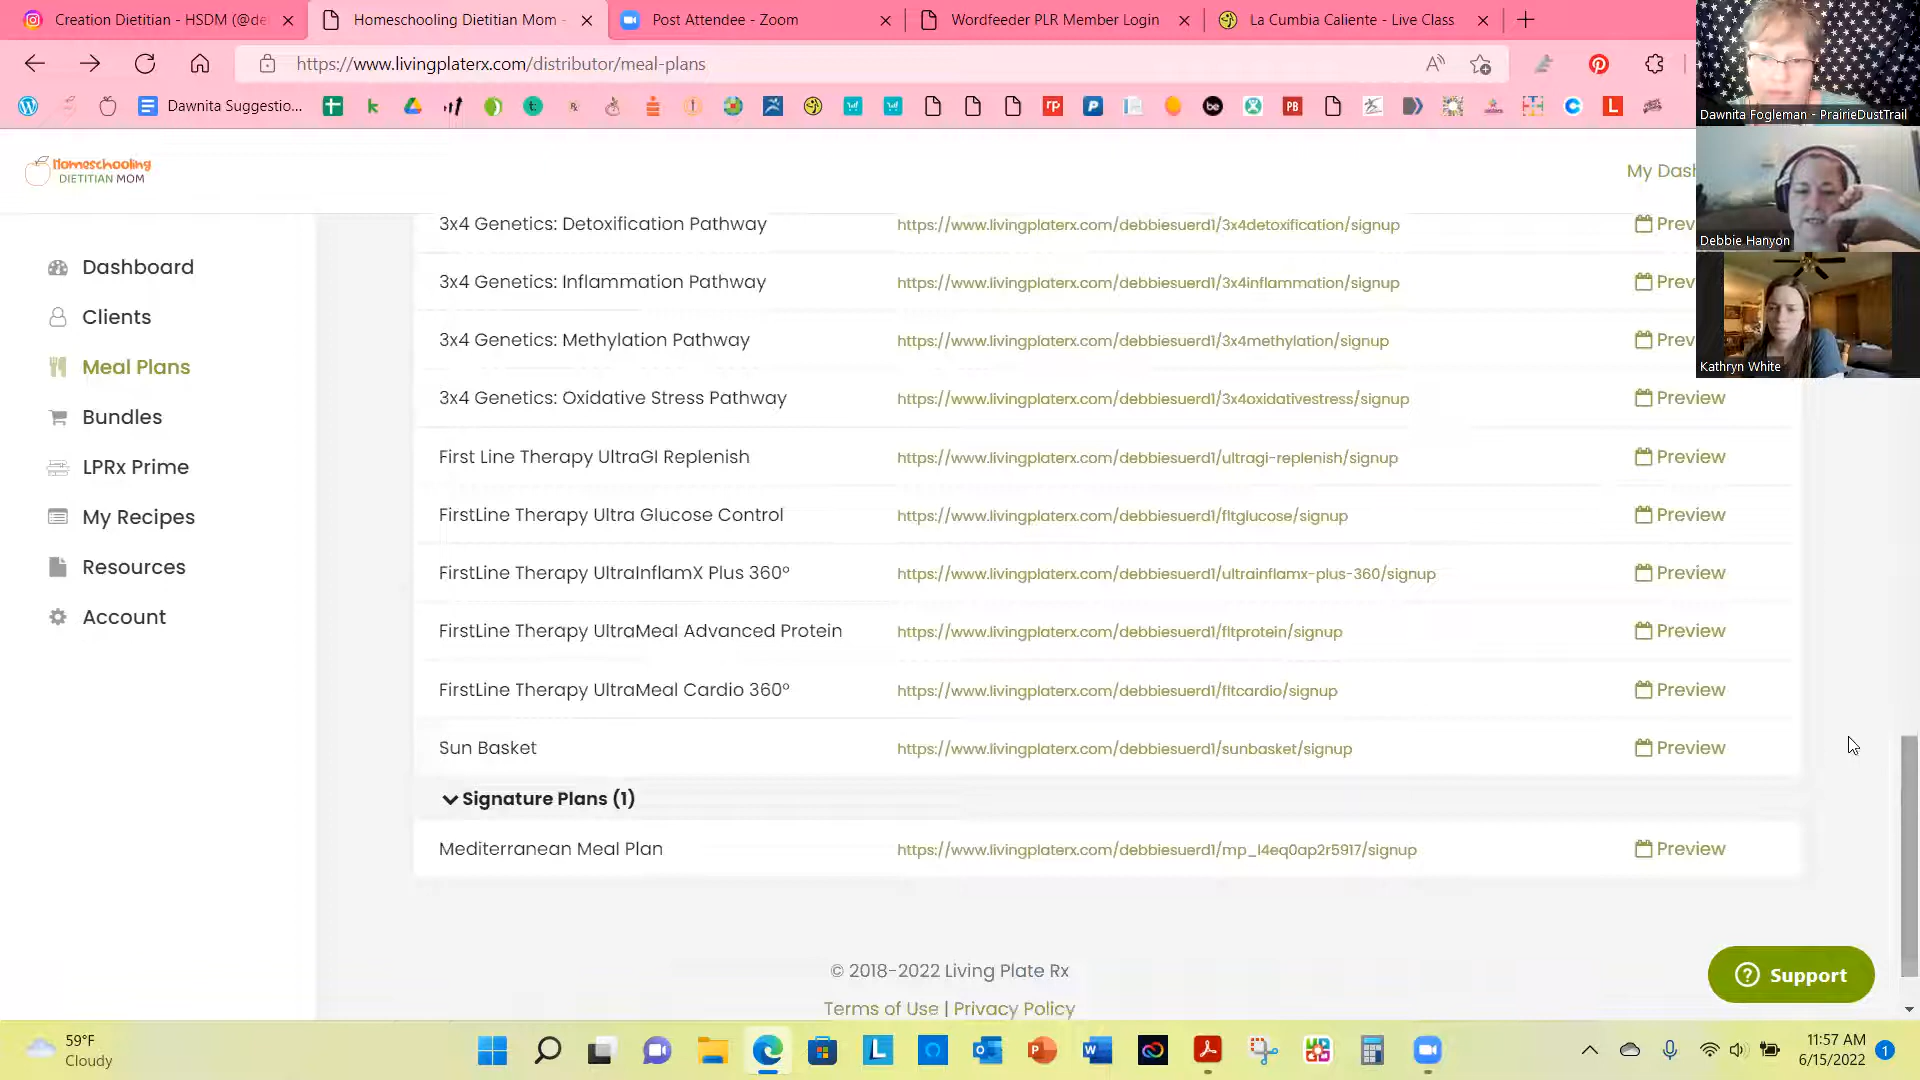 Creation Dietitian - HSDM (@de
Homeschooling Dietitian Mom -
Post Attendee - Zoom
Wordfeeder PLR Member Login
La Cumbia Caliente - Live Class
https://www.livingplaterx.com/distributor/meal-plans
Dawnita Suggestio...
Dawnita Fogleman - PrairieDustTrail
Debbie Hanyon
Kathryn White
Homeschooling
DIETITIAN MOM
My Dash
Dashboard
Clients
Meal Plans
Bundles
LPRx Prime
My Recipes
Resources
Account
3x4 Genetics: Detoxification Pathway https://www.livingplaterx.com/debbiesuerd1/3x4detoxification/signup Prev
3x4 Genetics: Inflammation Pathway https://www.livingplaterx.com/debbiesuerd1/3x4inflammation/signup Prev
3x4 Genetics: Methylation Pathway https://www.livingplaterx.com/debbiesuerd1/3x4methylation/signup Prev
3x4 Genetics: Oxidative Stress Pathway https://www.livingplaterx.com/debbiesuerd1/3x4oxidativestress/signup Preview
First Line Therapy UltraGI Replenish https://www.livingplaterx.com/debbiesuerd1/ultragi-replenish/signup Preview
FirstLine Therapy Ultra Glucose Control https://www.livingplaterx.com/debbiesuerd1/fltglucose/signup Preview
FirstLine Therapy UltraInflamX Plus 360° https://www.livingplaterx.com/debbiesuerd1/ultrainflamx-plus-360/signup Preview
FirstLine Therapy UltraMeal Advanced Protein https://www.livingplaterx.com/debbiesuerd1/fltprotein/signup Preview
FirstLine Therapy UltraMeal Cardio 360° https://www.livingplaterx.com/debbiesuerd1/fltcardio/signup Preview
Sun Basket https://www.livingplaterx.com/debbiesuerd1/sunbasket/signup Preview
Signature Plans (1)
Mediterranean Meal Plan https://www.livingplaterx.com/debbiesuerd1/mp_l4eq0ap2r5917/signup Preview
© 2018-2022 Living Plate Rx
Terms of Use | Privacy Policy
Support
59°F
Cloudy
11:57 AM
6/15/2022
1